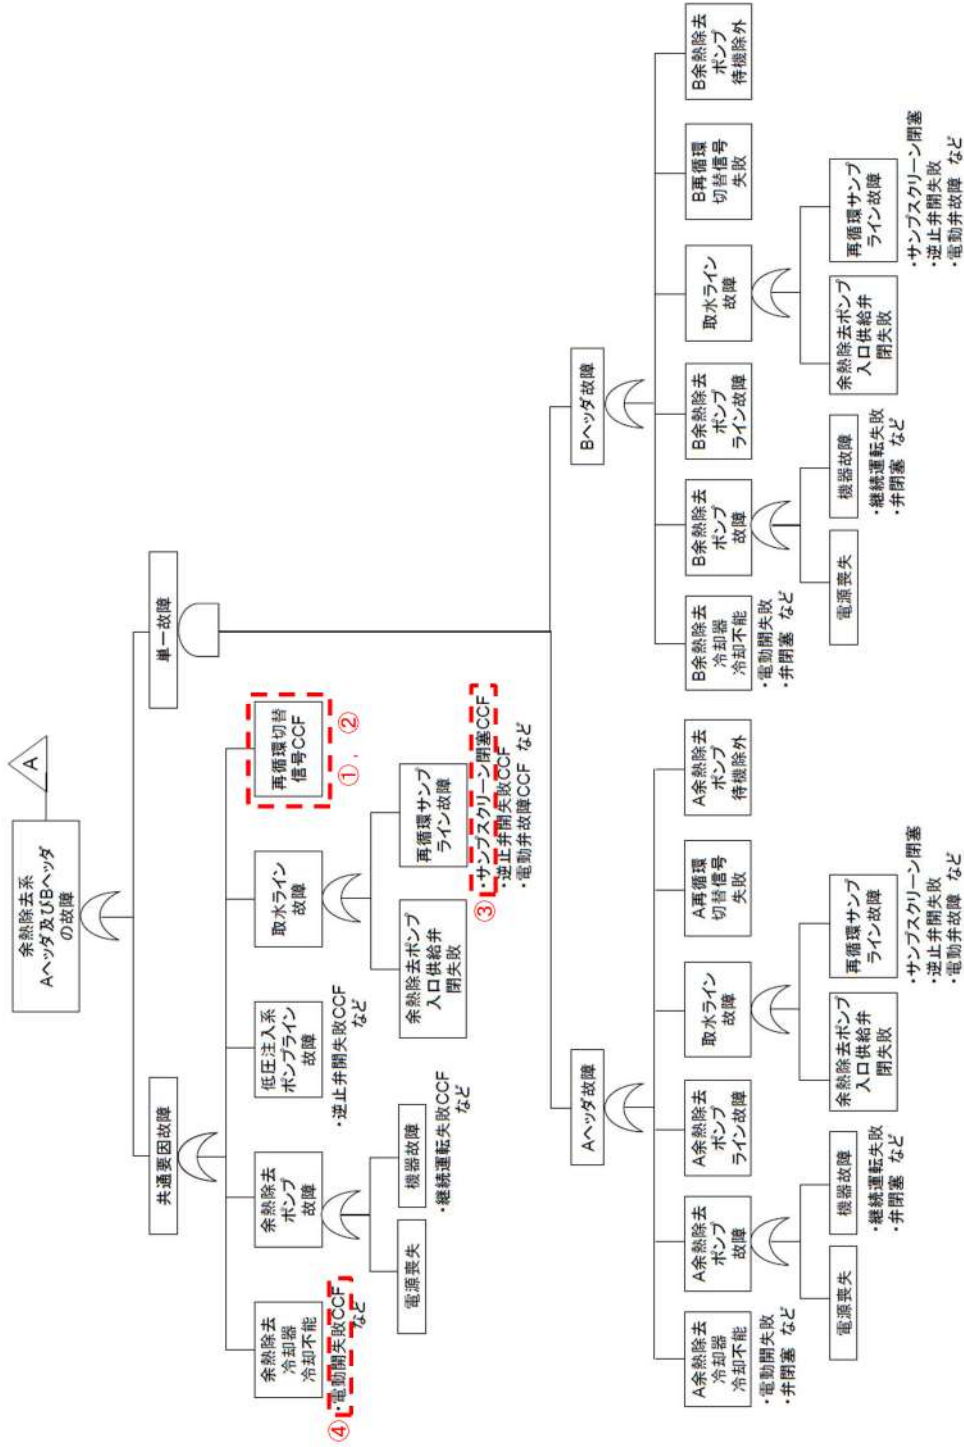 余熱除去系
Aヘッダ及びBヘッダ
の故障
A
共通要因故障
単一故障
余熱除去
冷却器
冷却不能
・電動開失敗CCF
など
④
余熱除去
ポンプ
故障
電源喪失
機器故障
・継続運転失敗CCF
など
低圧注入系
ポンプライン
故障
・逆止弁開失敗CCF
など
取水ライン
故障
余熱除去ポンプ
入口供給弁
閉失敗
再循環サンプ
ライン故障
③
・サンプスクリーン閉塞CCF
・逆止弁開失敗CCF
・電動弁故障CCF など
再循環切替
信号CCF
①, ②
Aヘッダ故障
A余熱除去
冷却器
冷却不能
・電動開失敗
・弁閉塞 など
A余熱除去
ポンプ
故障
電源喪失
機器故障
・継続運転失敗
・弁閉塞 など
A余熱除去
ポンプ
ライン故障
取水ライン
故障
余熱除去ポンプ
入口供給弁
閉失敗
再循環サンプ
ライン故障
・サンプスクリーン閉塞
・逆止弁開失敗
・電動弁故障 など
A再循環
切替信号
失敗
A余熱除去
ポンプ
待機除外
Bヘッダ故障
B余熱除去
冷却器
冷却不能
・電動開失敗
・弁閉塞 など
B余熱除去
ポンプ
故障
電源喪失
機器故障
・継続運転失敗
・弁閉塞 など
B余熱除去
ポンプ
ライン故障
取水ライン
故障
余熱除去ポンプ
入口供給弁
閉失敗
再循環サンプ
ライン故障
・サンプスクリーン閉塞
・逆止弁開失敗
・電動弁故障 など
B再循環
切替信号
失敗
B余熱除去
ポンプ
待機除外